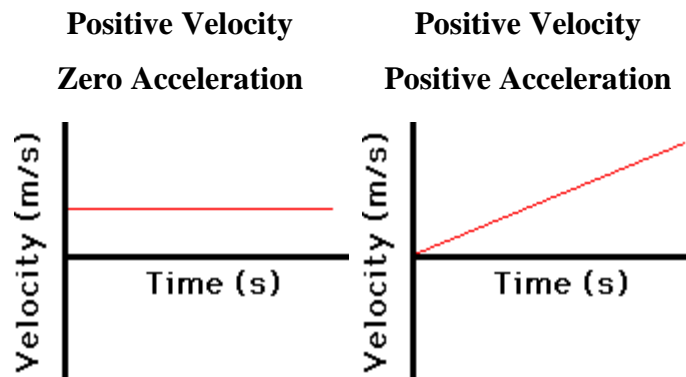 Positive Velocity
Zero Acceleration
Velocity (m/s)
Time (s)
Positive Velocity
Positive Acceleration
Velocity (m/s)
Time (s)